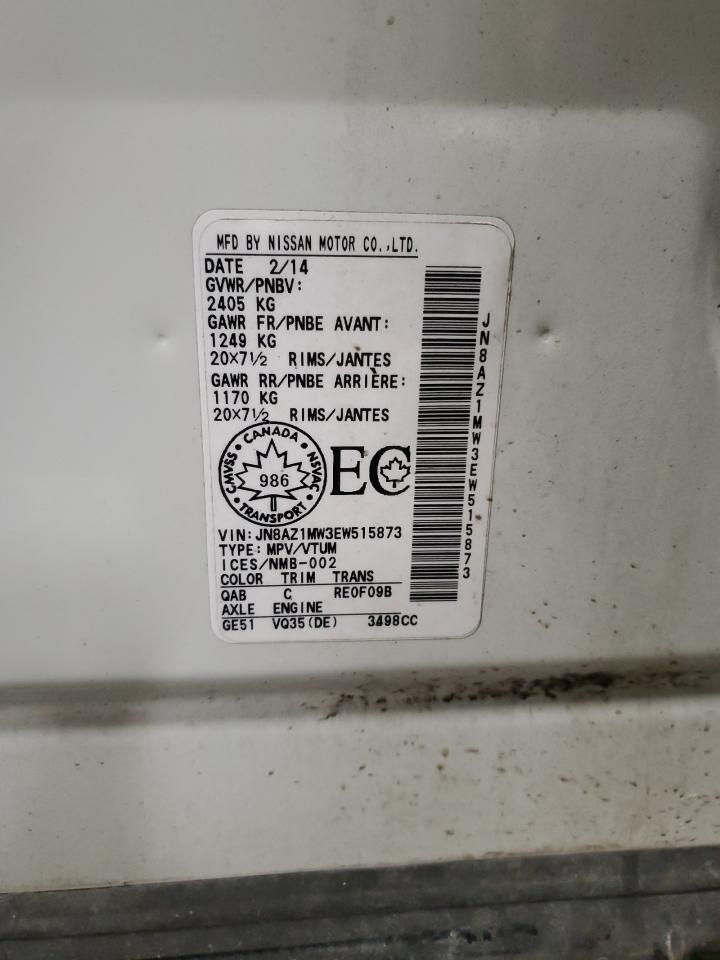 MFD BY NISSAN MOTOR CO.,LTD.
DATE 2/14
GVWR/PNBV:
2405 KG
GAWR FR/PNBE AVANT:
1249 KG
20×7½ RIMS/JANTES
GAWR RR/PNBE ARRIÈRE:
1170 KG
20×7½ RIMS/JANTES
CMVSS • CANADA • NSVAC • TRANSPORT •
986
EC
VIN:JN8AZ1MW3EW515873
TYPE:MPV/VTUM
ICES/NMB-002
COLOR TRIM TRANS
QAB C RE0F09B
AXLE ENGINE
GE51 VQ35(DE) 3498CC
JN8AZ1MW3EW515873